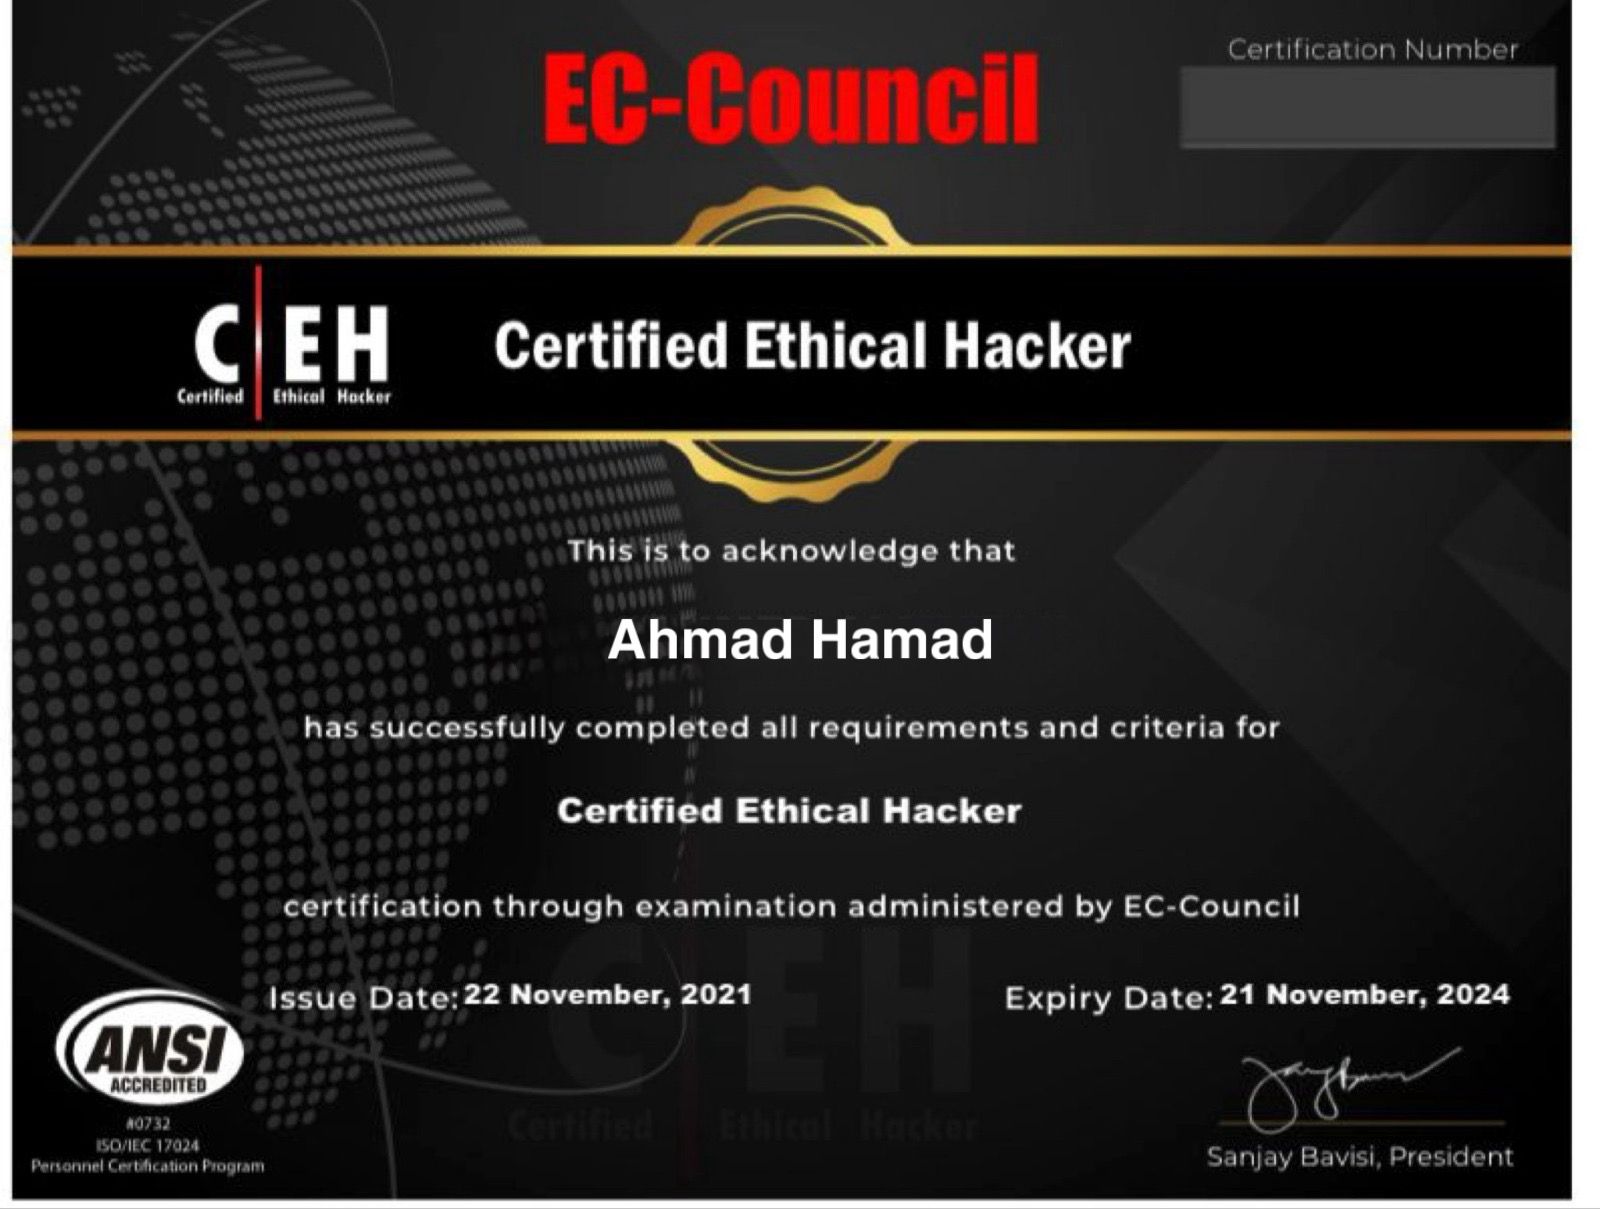 EC-Council
Certification Number
C EH
Certified Ethical Hacker
Certified Ethical Hacker
This is to acknowledge that
Ahmad Hamad
has successfully completed all requirements and criteria for
Certified Ethical Hacker
certification through examination administered by EC-Council
Issue Date: 22 November, 2021
Expiry Date: 21 November, 2024
C EH
Certified Ethical Hacker
ANSI
ACCREDITED
#0732
ISO/IEC 17024
Personnel Certification Program
Sanjay Bavisi, President